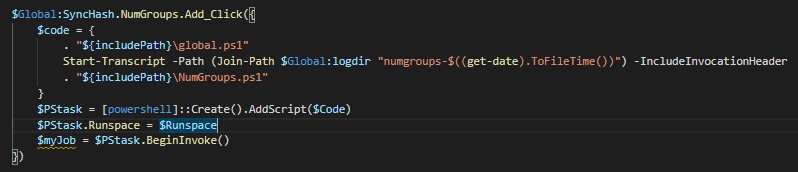 $Global:SyncHash.NumGroups.Add_Click({
$code = {
. "${includePath}\global.ps1"
Start-Transcript -Path (Join-Path $Global:logdir "numgroups-$((get-date).ToFileTime())") -IncludeInvocationHeader
. "${includePath}\NumGroups.ps1"
}
$PStask = [powershell]::Create().AddScript($Code)
$PStask.Runspace = $Runspace
$myJob = $PStask.BeginInvoke()
})